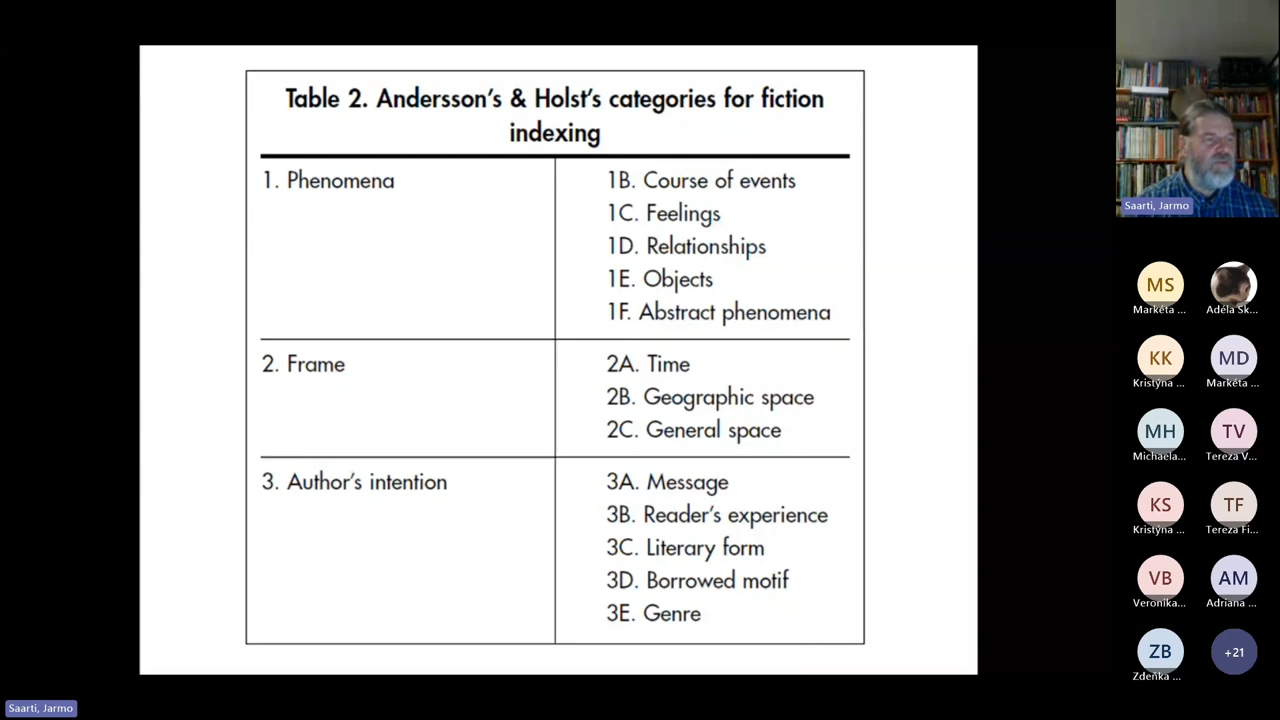 Table 2. Andersson's & Holst's categories for fiction
indexing
1. Phenomena
1B. Course of events
1C. Feelings
1D. Relationships
1E. Objects
1F. Abstract phenomena
2. Frame
2A. Time
2B. Geographic space
2C. General space
3. Author's intention
3A. Message
3B. Reader's experience
3C. Literary form
3D. Borrowed motif
3E. Genre
Saarti, Jarmo
MS
Markéta ...
Adéla Sk...
KK
Kristýna ...
MD
Markéta ...
MH
Michaela...
TV
Tereza V...
KS
Kristýna ...
TF
Tereza Fi...
VB
Veronika...
AM
Adriana ...
ZB
Zdeňka ...
+21
Saarti, Jarmo